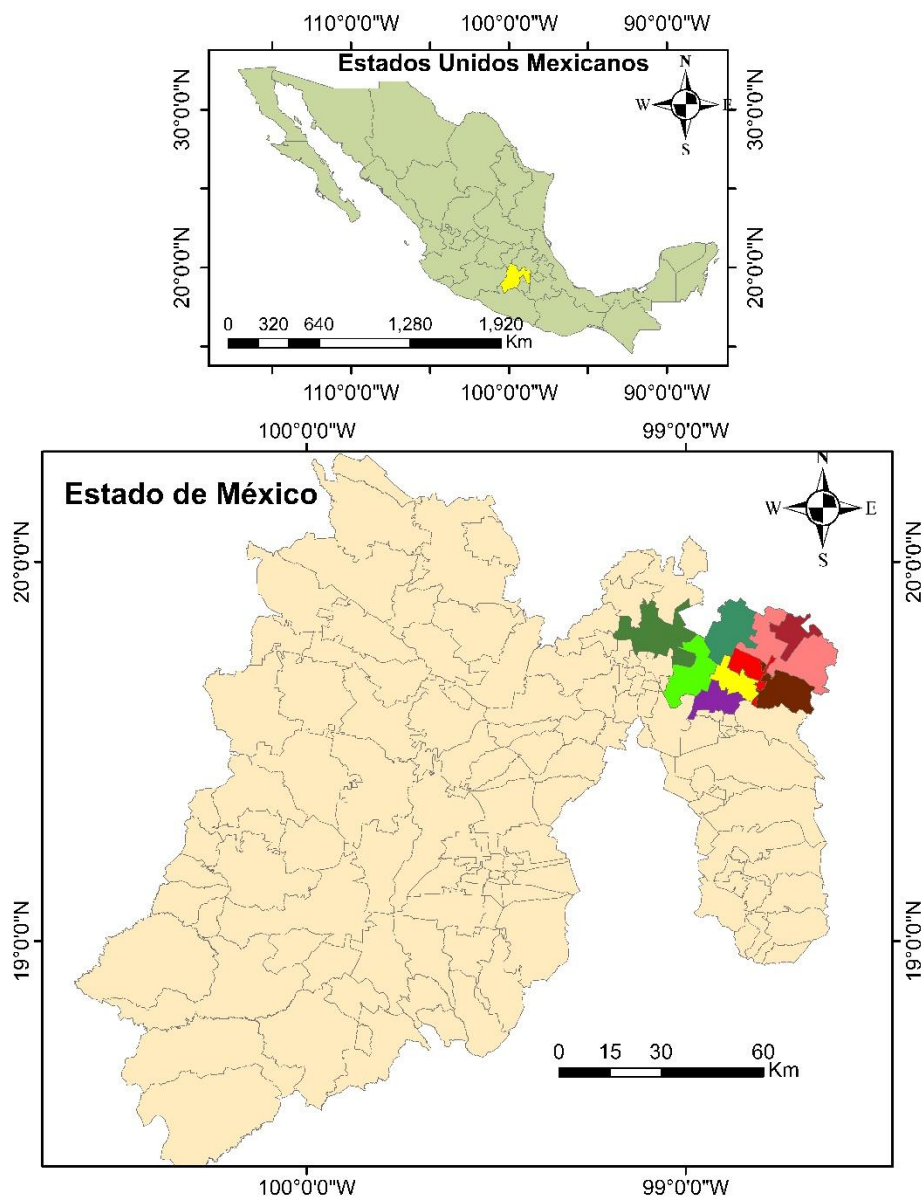 110°0'0"W 100°0'0"W 90°0'0"W
Estados Unidos Mexicanos
N
W E
S
30°0'0"N 30°0'0"N
20°0'0"N 20°0'0"N
0 320 640 1,280 1,920
Km
110°0'0"W 100°0'0"W 90°0'0"W
100°0'0"W 99°0'0"W
Estado de México
N
W E
S
20°0'0"N 20°0'0"N
19°0'0"N 19°0'0"N
0 15 30 60
Km
100°0'0"W 99°0'0"W